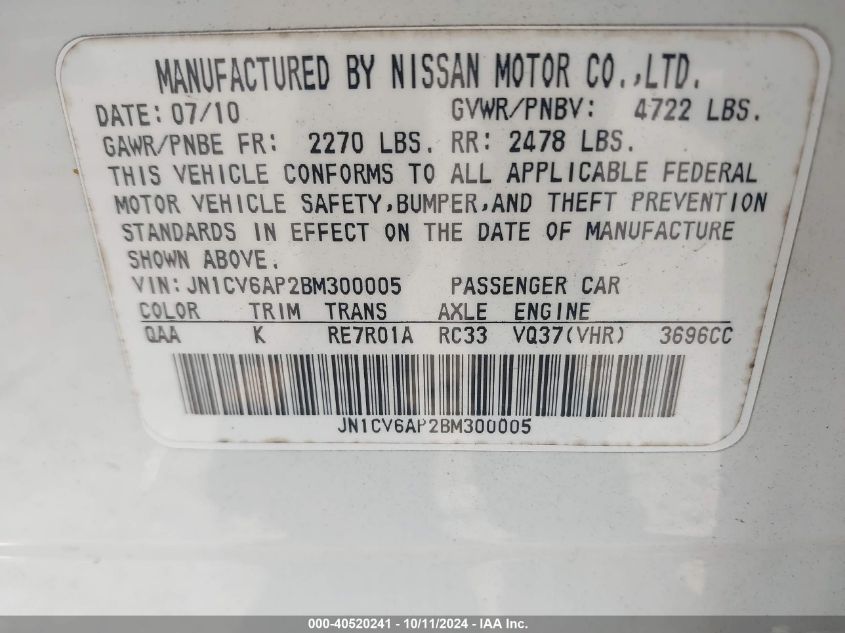 MANUFACTURED BY NISSAN MOTOR CO.,LTD.
DATE: 07/10 GVWR/PNBV: 4722 LBS.
GAWR/PNBE FR: 2270 LBS. RR: 2478 LBS.
THIS VEHICLE CONFORMS TO ALL APPLICABLE FEDERAL
MOTOR VEHICLE SAFETY,BUMPER,AND THEFT PREVENTION
STANDARDS IN EFFECT ON THE DATE OF MANUFACTURE
SHOWN ABOVE.
VIN: JN1CV6AP2BM300005 PASSENGER CAR
COLOR TRIM TRANS AXLE ENGINE
QAA K RE7R01A RC33 VQ37(VHR) 3696CC
JN1CV6AP2BM300005
000-40520241 - 10/11/2024 - IAA Inc.